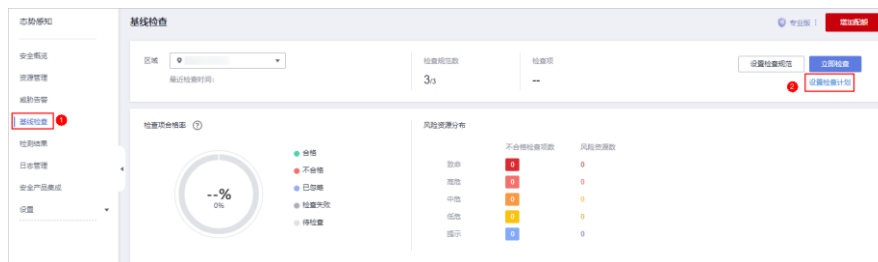 态势感知
基线检查
专业版
增加配额
安全概览
资源管理
威胁告警
基线检查 1
检测结果
日志管理
安全产品集成
设置
区域
最近检查时间:
检查规范数
3/3
检查项
--
设置检查规范
立即检查
2 设置检查计划
检查项合格率 ?
--%
0%
合格
不合格
已忽略
检查失败
待检查
风险资源分布
不合格检查项数 风险资源数
致命 0 0
高危 0 0
中危 0 0
低危 0 0
提示 0 0